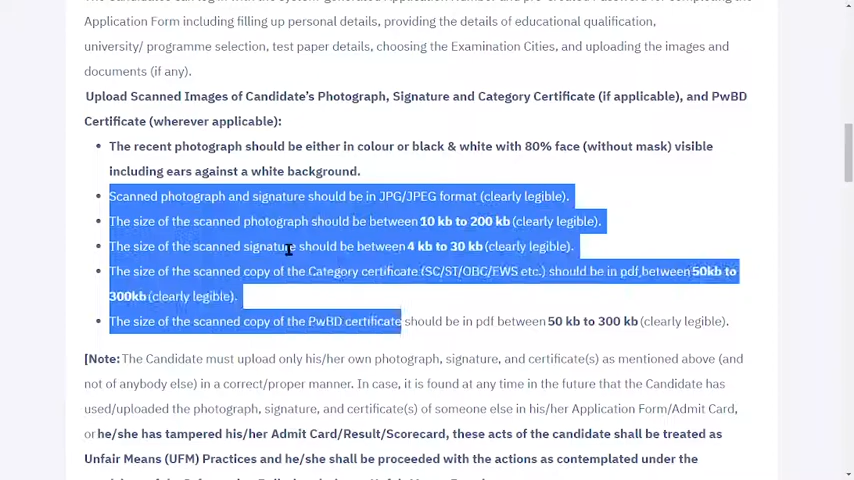 Application Form including filling up personal details, providing the details of educational qualification,
university/ programme selection, test paper details, choosing the Examination Cities, and uploading the images and
documents (if any).
Upload Scanned Images of Candidate's Photograph, Signature and Category Certificate (if applicable), and PwBD
Certificate (wherever applicable):
• The recent photograph should be either in colour or black & white with 80% face (without mask) visible
including ears against a white background.
• Scanned photograph and signature should be in JPG/JPEG format (clearly legible).
• The size of the scanned photograph should be between 10 kb to 200 kb (clearly legible).
• The size of the scanned signature should be between 4 kb to 30 kb (clearly legible).
• The size of the scanned copy of the Category certificate (SC/ST/OBC/EWS etc.) should be in pdf between 50kb to
300kb (clearly legible).
• The size of the scanned copy of the PwBD certificate should be in pdf between 50 kb to 300 kb (clearly legible).
[Note: The Candidate must upload only his/her own photograph, signature, and certificate(s) as mentioned above (and
not of anybody else) in a correct/proper manner. In case, it is found at any time in the future that the Candidate has
used/uploaded the photograph, signature, and certificate(s) of someone else in his/her Application Form/Admit Card,
or he/she has tampered his/her Admit Card/Result/Scorecard, these acts of the candidate shall be treated as
Unfair Means (UFM) Practices and he/she shall be proceeded with the actions as contemplated under the